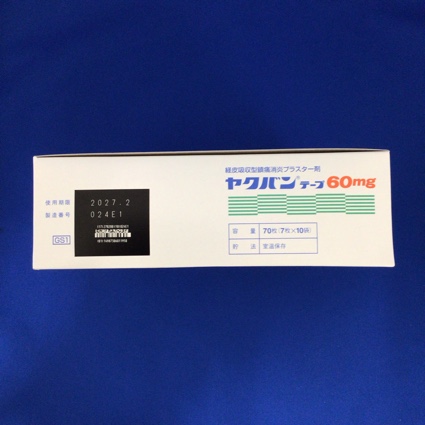 経皮吸収型鎮痛消炎プラスター剤
ヤクバン®テープ60mg
使用期限 2027.2
製造番号 024E1
GS1
容量 70枚(7枚×10袋)
貯法 室温保存